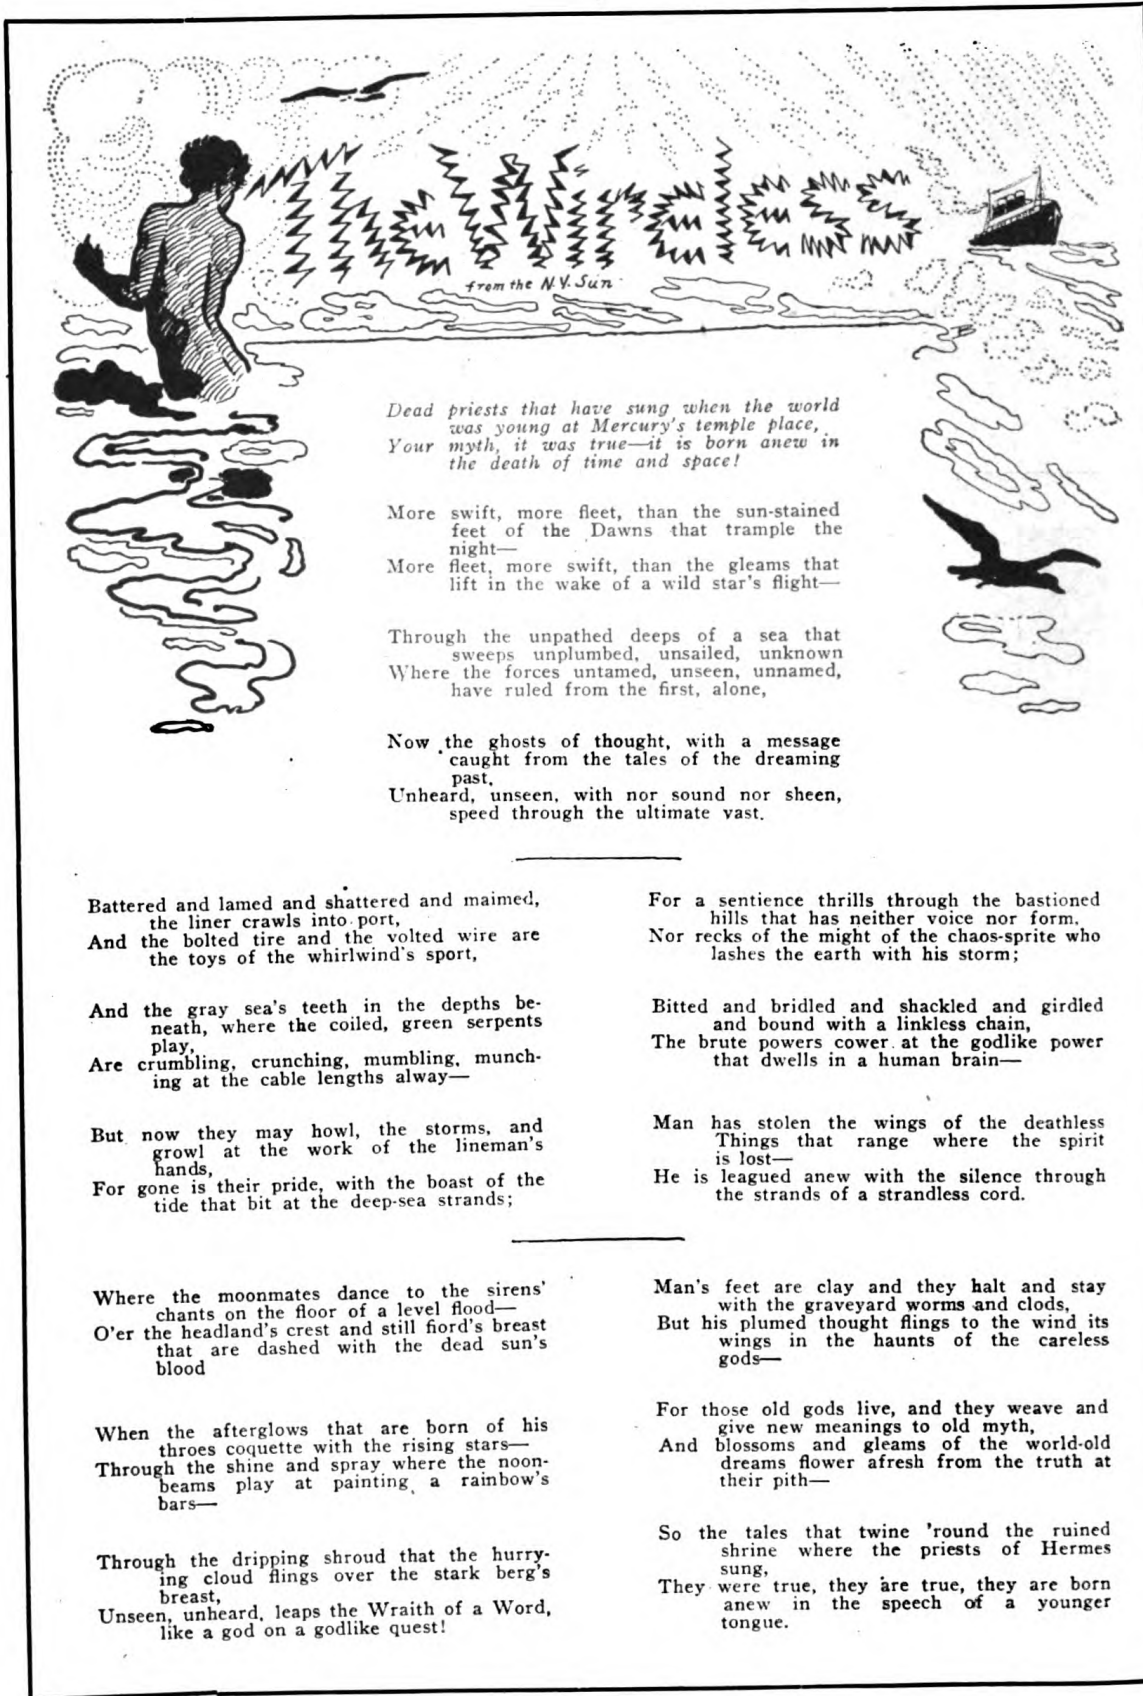 The Wireless
from the N.Y. Sun
Dead priests that have sung when the world
was young at Mercury's temple place,
Your myth, it was true—it is born anew in
the death of time and space!
More swift, more fleet, than the sun-stained
feet of the Dawns that trample the
night—
More fleet, more swift, than the gleams that
lift in the wake of a wild star's flight—
Through the unpathed deeps of a sea that
sweeps unplumbed, unsailed, unknown
Where the forces untamed, unseen, unnamed,
have ruled from the first, alone,
Now the ghosts of thought, with a message
caught from the tales of the dreaming
past.
Unheard, unseen, with nor sound nor sheen,
speed through the ultimate vast.
Battered and lamed and shattered and maimed,
the liner crawls into port,
And the bolted tire and the volted wire are
the toys of the whirlwind's sport,
And the gray sea's teeth in the depths be-
neath, where the coiled, green serpents
play,
Are crumbling, crunching, mumbling, munch-
ing at the cable lengths alway—
But now they may howl, the storms, and
growl at the work of the lineman's
hands,
For gone is their pride, with the boast of the
tide that bit at the deep-sea strands;
For a sentience thrills through the bastioned
hills that has neither voice nor form.
Nor recks of the might of the chaos-sprite who
lashes the earth with his storm;
Bitted and bridled and shackled and girdled
and bound with a linkless chain,
The brute powers cower at the godlike power
that dwells in a human brain—
Man has stolen the wings of the deathless
Things that range where the spirit
is lost—
He is leagued anew with the silence through
the strands of a strandless cord.
Where the moonmates dance to the sirens'
chants on the floor of a level flood—
O'er the headland's crest and still fiord's breast
that are dashed with the dead sun's
blood
When the afterglows that are born of his
throes coquette with the rising stars—
Through the shine and spray where the noon-
beams play at painting a rainbow's
bars—
Through the dripping shroud that the hurry-
ing cloud flings over the stark berg's
breast,
Unseen, unheard, leaps the Wraith of a Word,
like a god on a godlike quest!
Man's feet are clay and they halt and stay
with the graveyard worms and clods,
But his plumed thought flings to the wind its
wings in the haunts of the careless
gods—
For those old gods live, and they weave and
give new meanings to old myth,
And blossoms and gleams of the world-old
dreams flower afresh from the truth at
their pith—
So the tales that twine 'round the ruined
shrine where the priests of Hermes
sung,
They were true, they are true, they are born
anew in the speech of a younger
tongue.